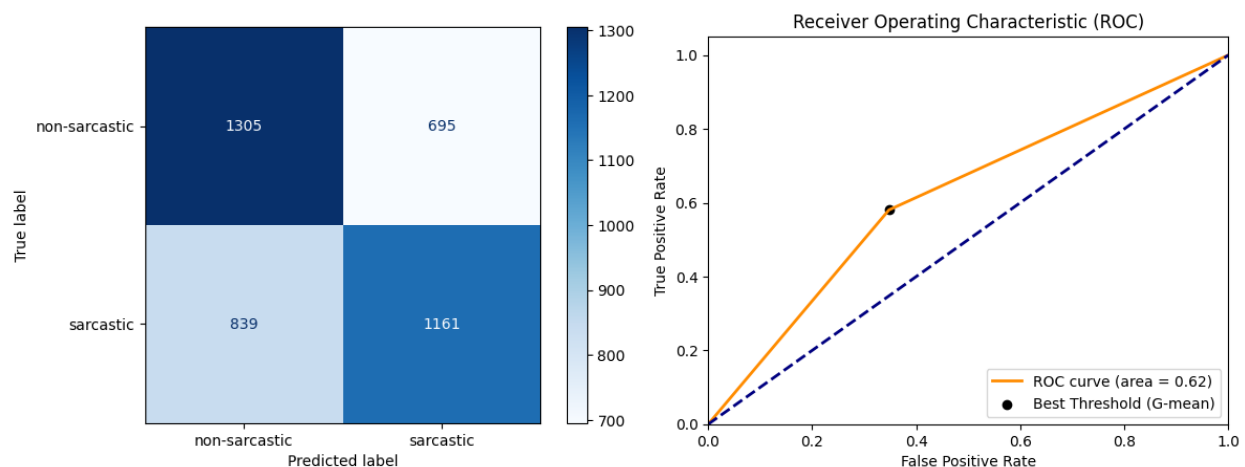 non-sarcastic
sarcastic
True label
1305
695
839
1161
non-sarcastic
sarcastic
Predicted label
1300
1200
1100
1000
900
800
700
Receiver Operating Characteristic (ROC)
True Positive Rate
1.0
0.8
0.6
0.4
0.2
0.0
0.0
0.2
0.4
0.6
0.8
1.0
False Positive Rate
ROC curve (area = 0.62)
Best Threshold (G-mean)